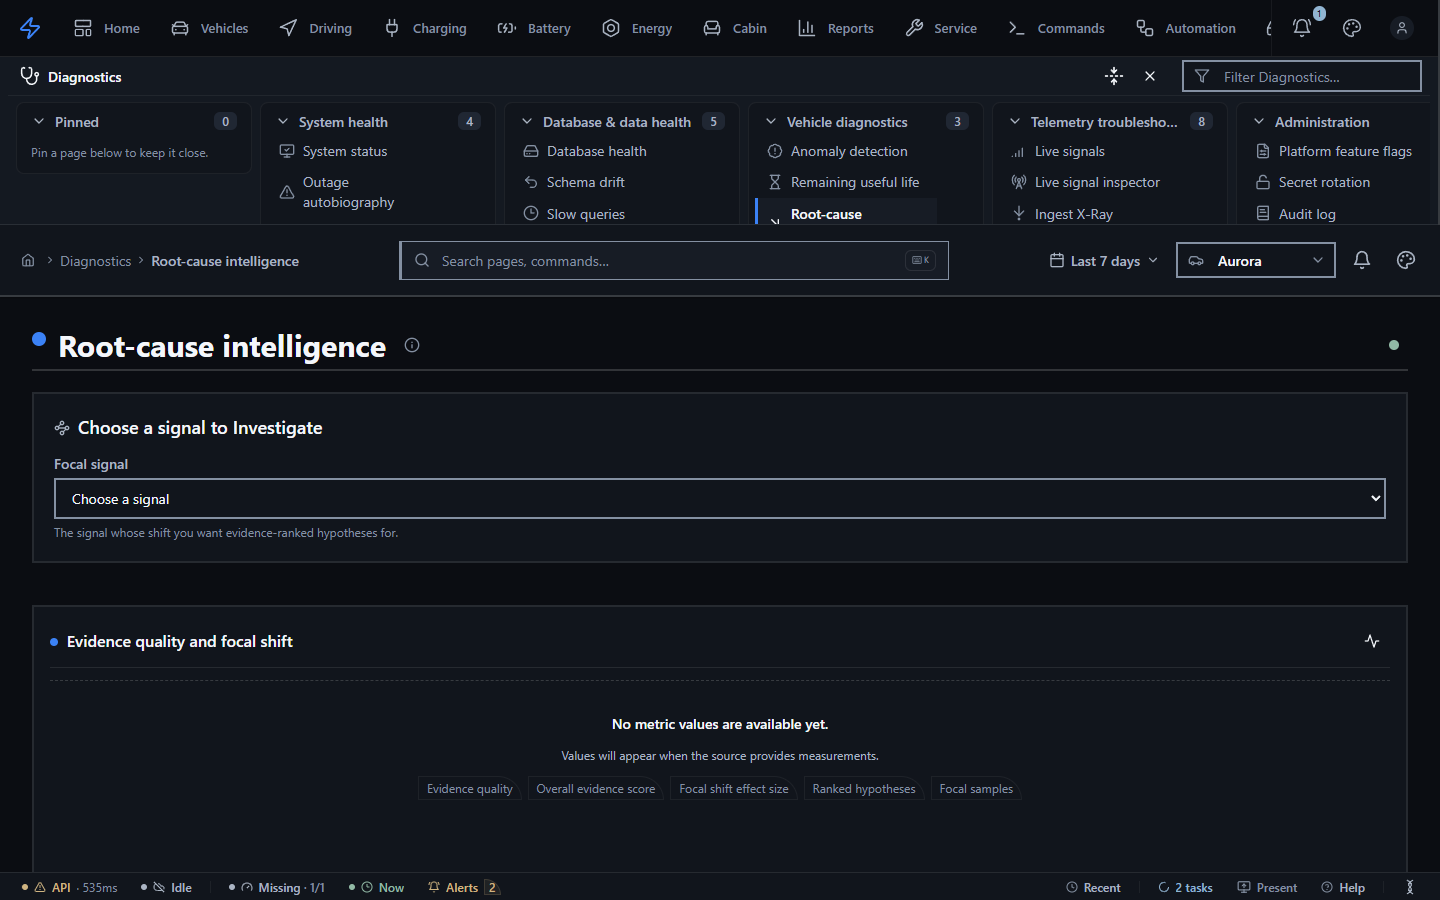 Home Vehicles Driving Charging Battery Energy Cabin Reports Service Commands Automation 1
Diagnostics Filter Diagnostics...
Pinned 0
Pin a page below to keep it close.
System health 4
System status
Outage
autobiography
Database & data health 5
Database health
Schema drift
Slow queries
Vehicle diagnostics 3
Anomaly detection
Remaining useful life
Root-cause
Telemetry troublesho... 8
Live signals
Live signal inspector
Ingest X-Ray
Administration
Platform feature flags
Secret rotation
Audit log
Diagnostics Root-cause intelligence Search pages, commands... K Last 7 days Aurora
Root-cause intelligence
Choose a signal to Investigate
Focal signal
Choose a signal
The signal whose shift you want evidence-ranked hypotheses for.
Evidence quality and focal shift
No metric values are available yet.
Values will appear when the source provides measurements.
Evidence quality Overall evidence score Focal shift effect size Ranked hypotheses Focal samples
API · 535ms Idle Missing · 1/1 Now Alerts 2 Recent 2 tasks Present Help